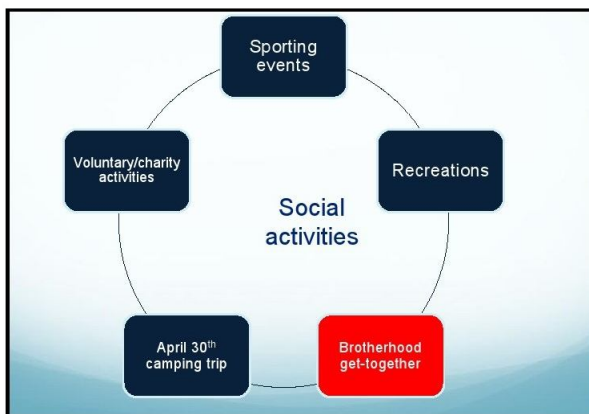 Sporting
events
Voluntary/charity
activities
Recreations
Social
activities
April 30th
camping trip
Brotherhood
get-together